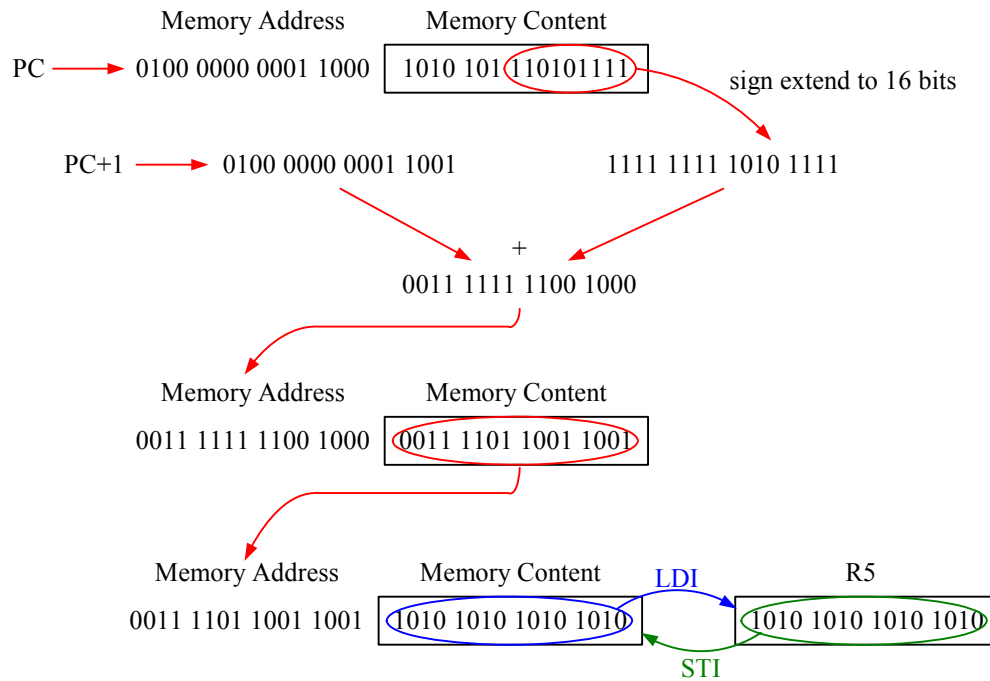 Memory Address Memory Content
PC 0100 0000 0001 1000 1010 101 110101111
sign extend to 16 bits
PC+1 0100 0000 0001 1001 1111 1111 1010 1111
+
0011 1111 1100 1000
Memory Address Memory Content
0011 1111 1100 1000 0011 1101 1001 1001
Memory Address Memory Content LDI R5
0011 1101 1001 1001 1010 1010 1010 1010 1010 1010 1010 1010
STI